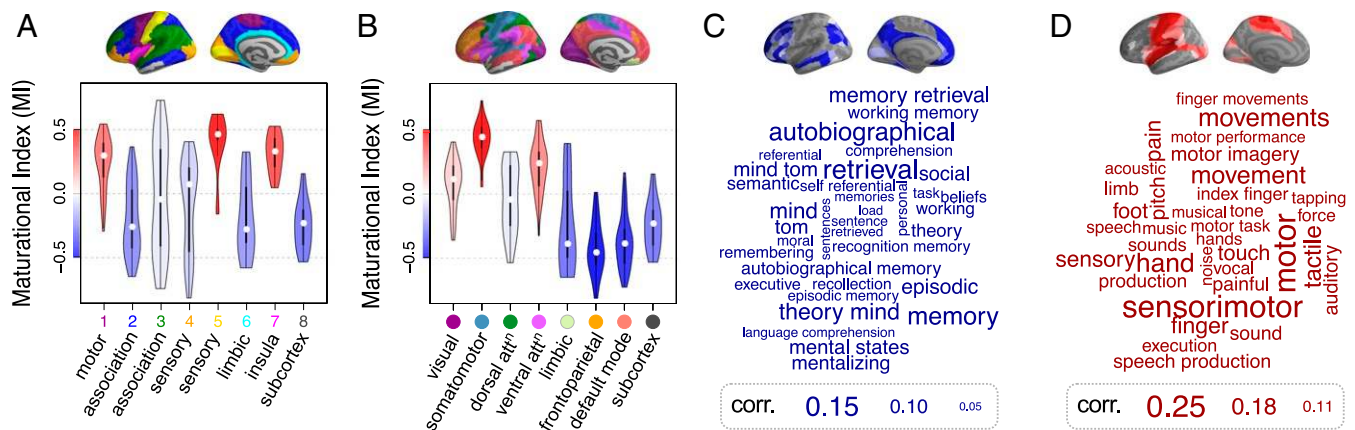 A
Maturational Index (MI)
0.5
0.0
−0.5
1
2
3
4
5
6
7
8
motor
association
association
sensory
sensory
limbic
insula
subcortex
B
Maturational Index (MI)
0.5
0.0
−0.5
visual
somatomotor
dorsal attⁿ
ventral attⁿ
limbic
frontoparietal
default mode
subcortex
C
memory retrieval
working memory
autobiographical
referential
comprehension
mind tom
retrieval
social
semantic
self referential
task
beliefs
memories
personal
mind
load
working
sentences
sentence
tom
retrieved
theory
moral
remembering
recognition memory
autobiographical memory
executive
recollection
episodic
episodic memory
theory mind
memory
language comprehension
mental states
mentalizing
corr.
0.15
0.10
0.05
D
finger movements
movements
pain
motor performance
motor imagery
acoustic
movement
limb
pitch
index finger
tapping
foot
musical
tone
force
speech
music
motor task
motor
sounds
hands
tactile
auditory
sensory
hand
noise
touch
vocal
production
painful
sensorimotor
finger
sound
execution
speech production
corr.
0.25
0.18
0.11